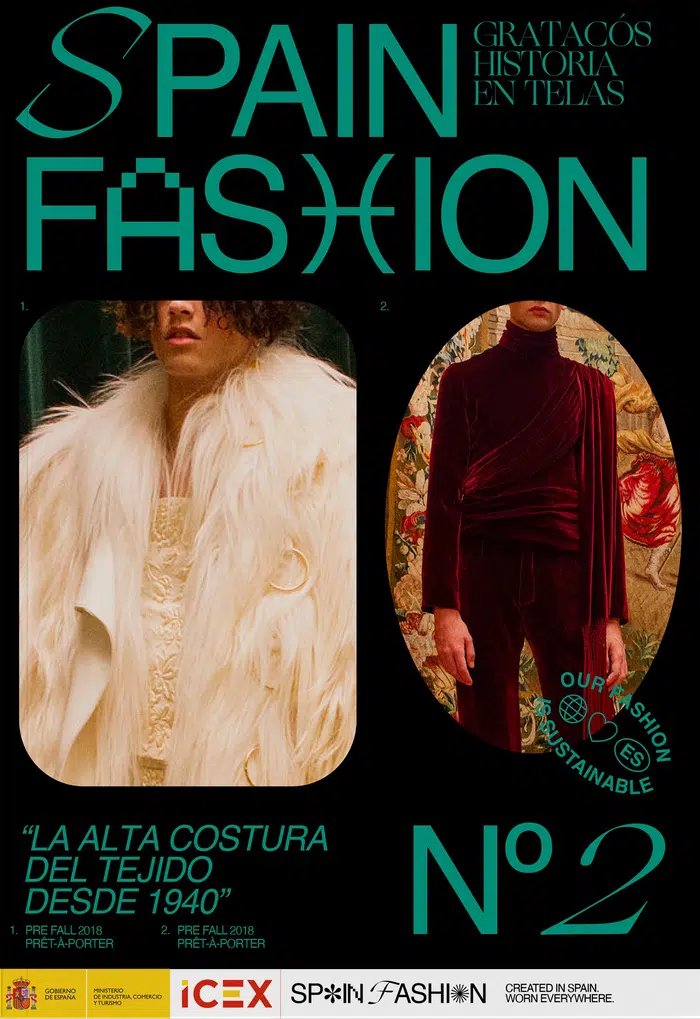 SPAIN
FASHION
GRATACÓS
HISTORIA
EN TELAS
1.
2.
OUR FASHION
IS SUSTAINABLE
ES
“LA ALTA COSTURA
DEL TEJIDO
DESDE 1940”
1. PRE FALL 2018
PRÊT-À-PORTER
2. PRE FALL 2018
PRÊT-À-PORTER
Nº 2
GOBIERNO
DE ESPAÑA
MINISTERIO
DE INDUSTRIA, COMERCIO
Y TURISMO
iCEX
SPAIN FASHION
CREATED IN SPAIN.
WORN EVERYWHERE.